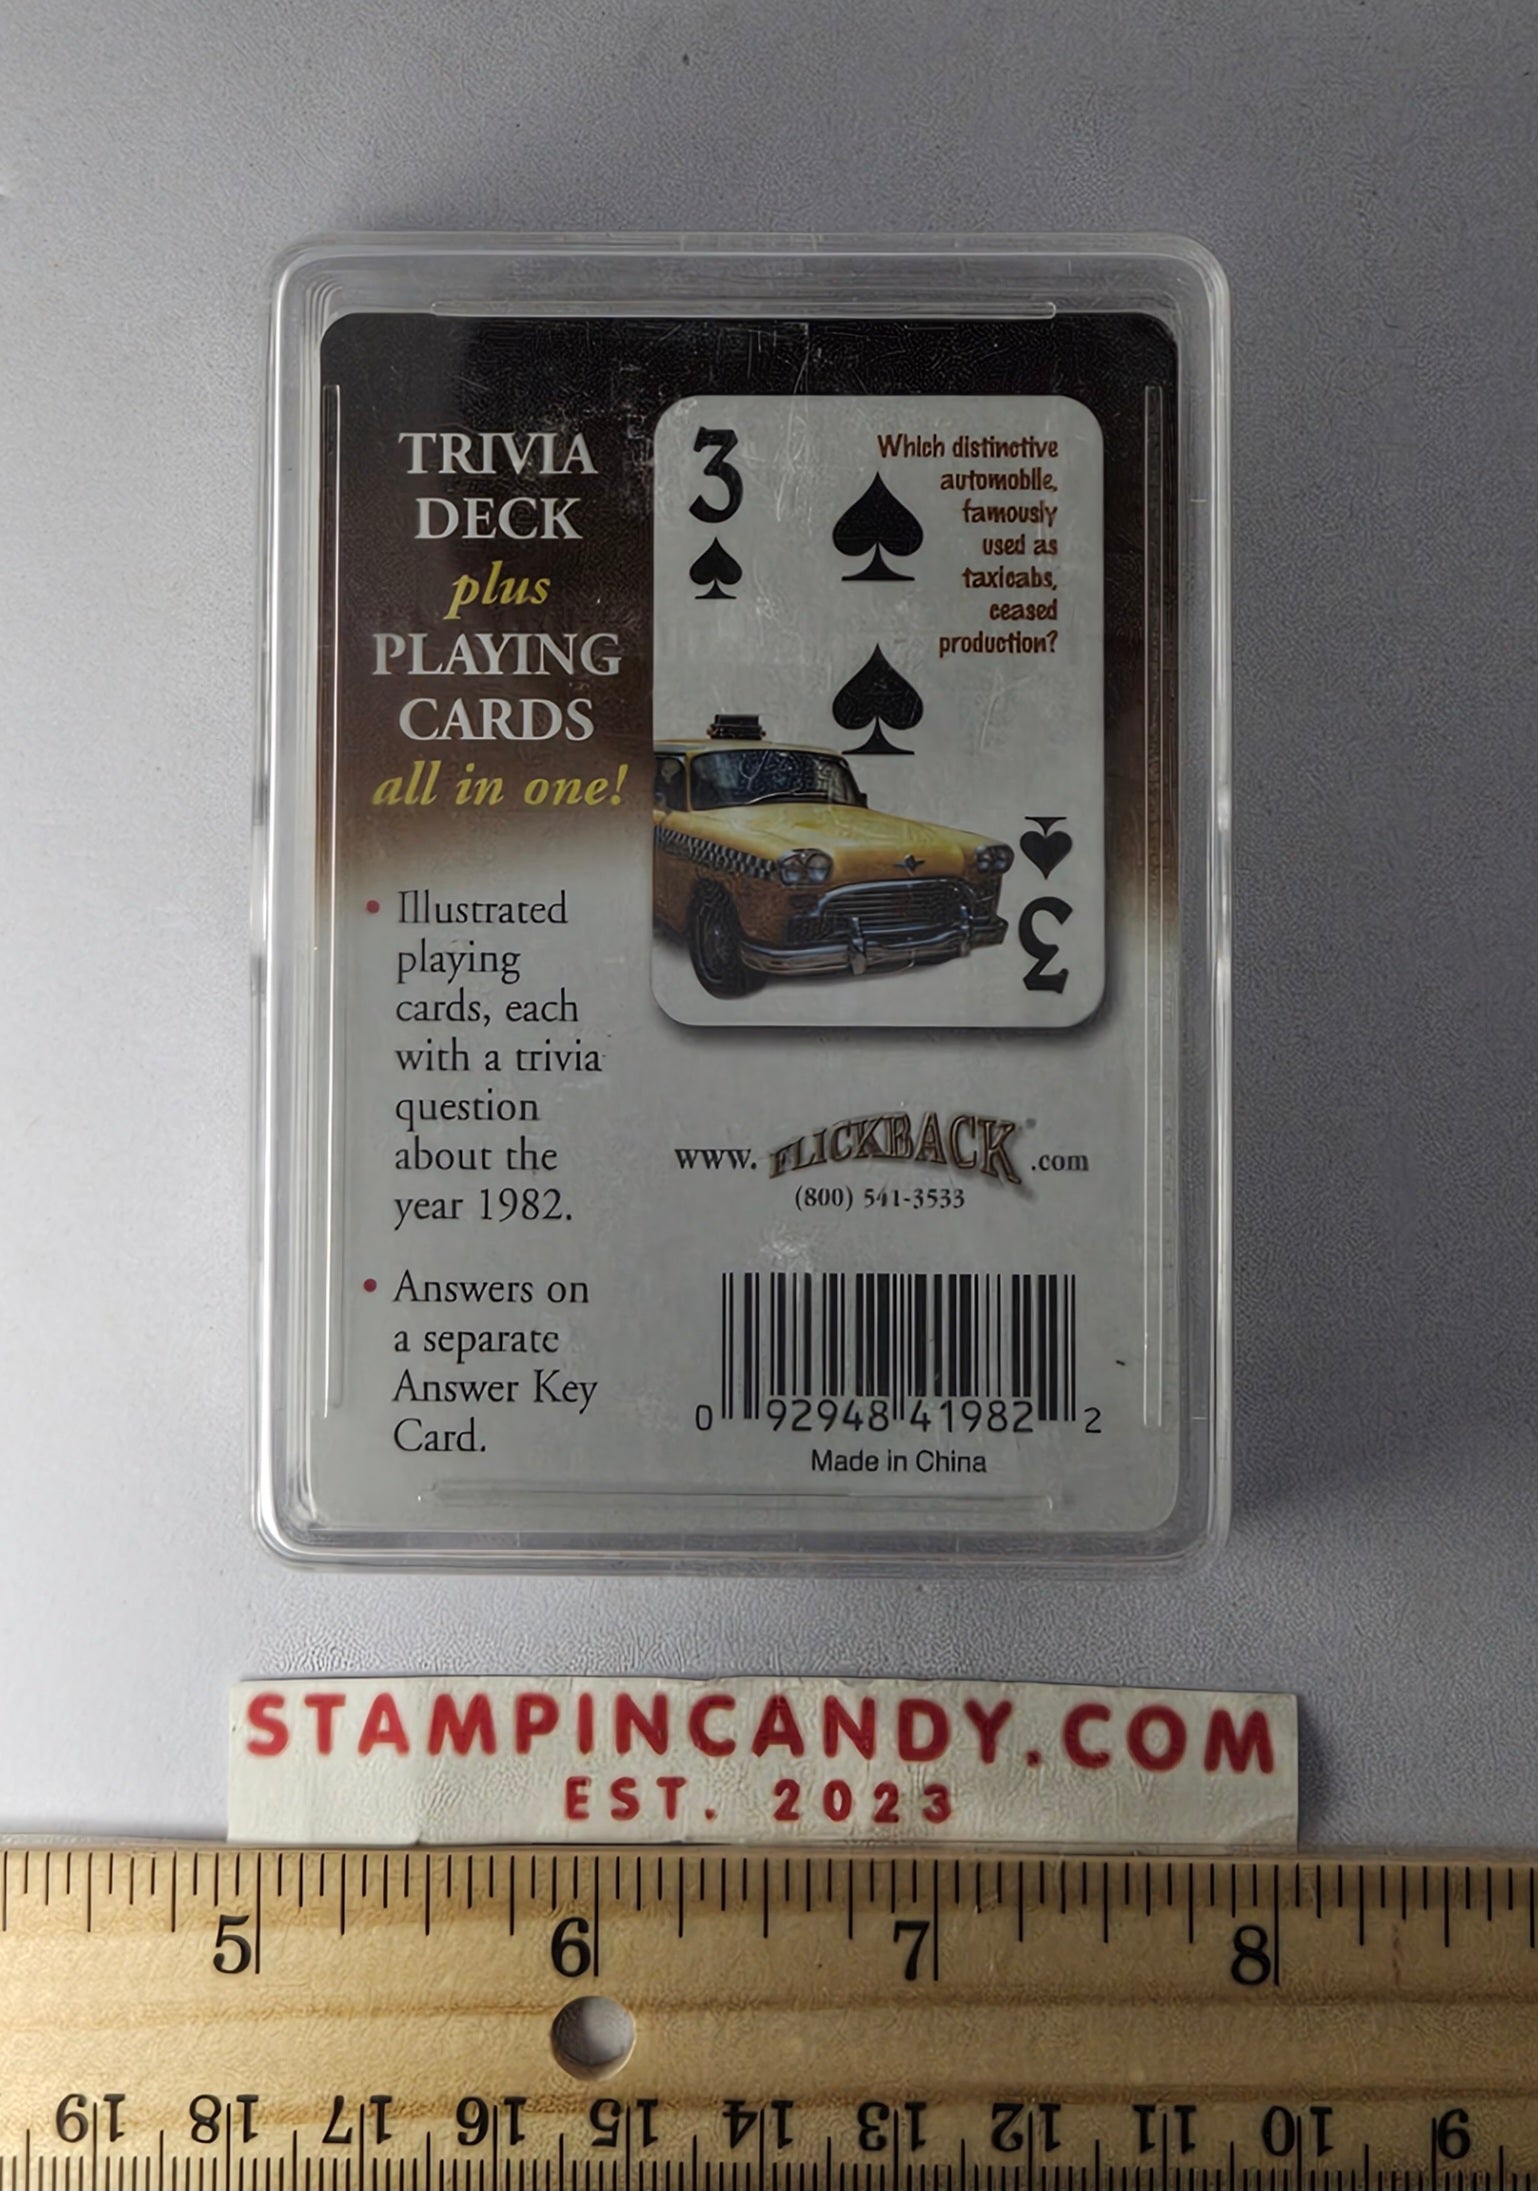 TRIVIA
DECK
plus
PLAYING
CARDS
all in one!
• Illustrated
playing
cards, each
with a trivia
question
about the
year 1982.
• Answers on
a separate
Answer Key
Card.
3
Which distinctive
automobile,
famously
used as
taxicabs,
ceased
production?
3
www.FLICKBACK.com
(800) 541-3533
0 92948 41982 2
Made in China
STAMPINCANDY.COM
EST. 2023
5 6 7 8
19 18 17 16 15 14 13 12 11 10 9